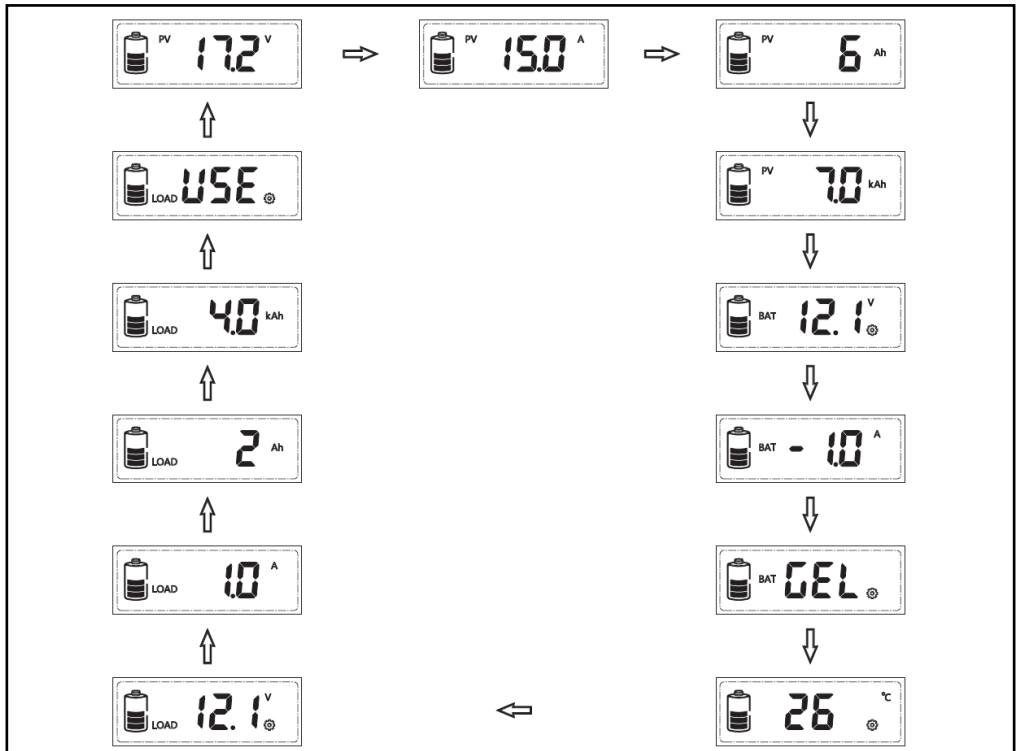 PV 17.2 V
PV 15.0 A
PV 6 Ah
PV 7.0 kAh
BAT 12.1 V
BAT - 1.0 A
BAT GEL
26 °C
LOAD 12.1 V
LOAD 1.0 A
LOAD 2 Ah
LOAD 4.0 kAh
LOAD USE